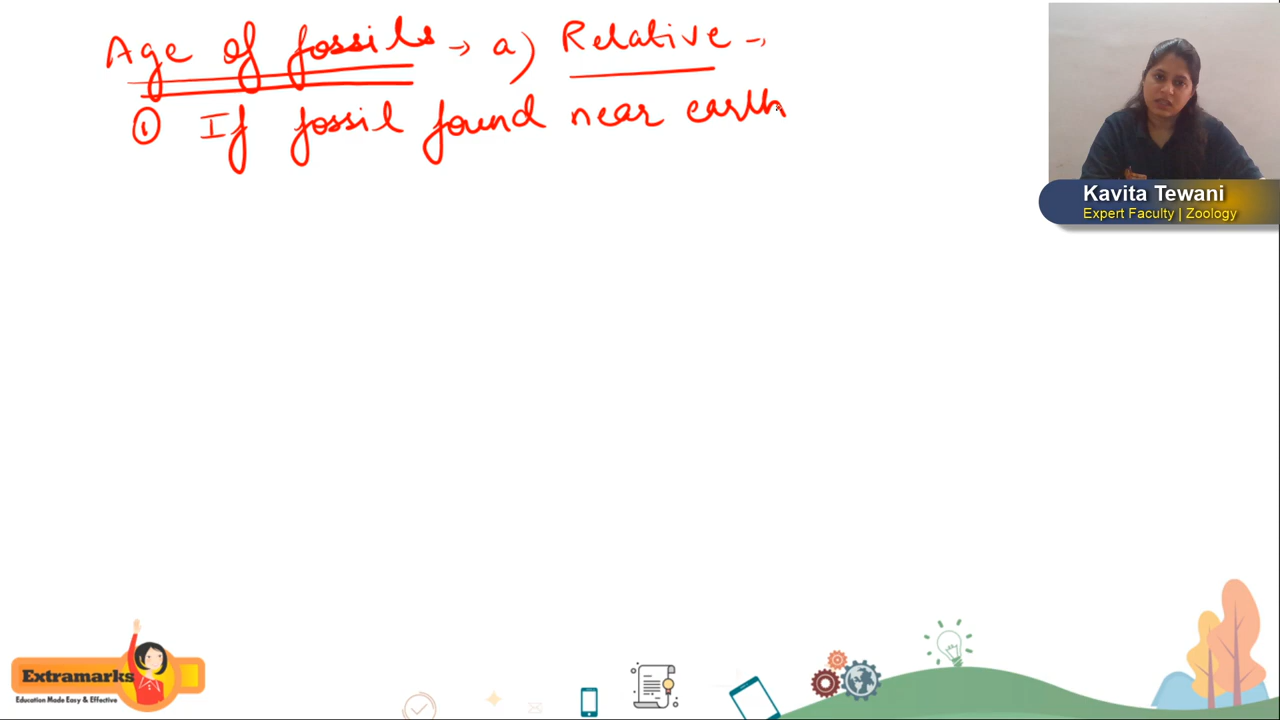 Age of fossils → a) Relative →
① If fossil found near earth
Kavita Tewani
Expert Faculty | Zoology
Extramarks
Education Made Easy & Effective